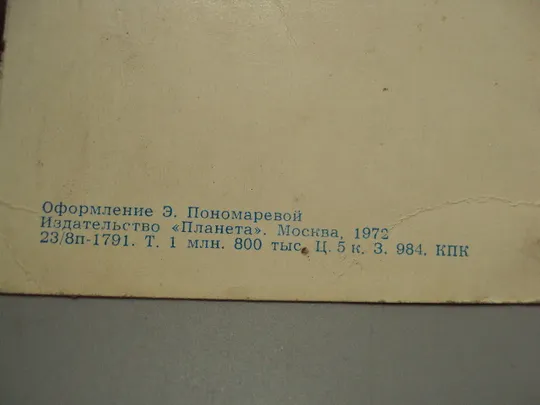 Оформление Э. Пономаревой
Издательство «Планета». Москва, 1972
23/8п-1791. Т. 1 млн. 800 тыс. Ц. 5 к. З. 984. КПК